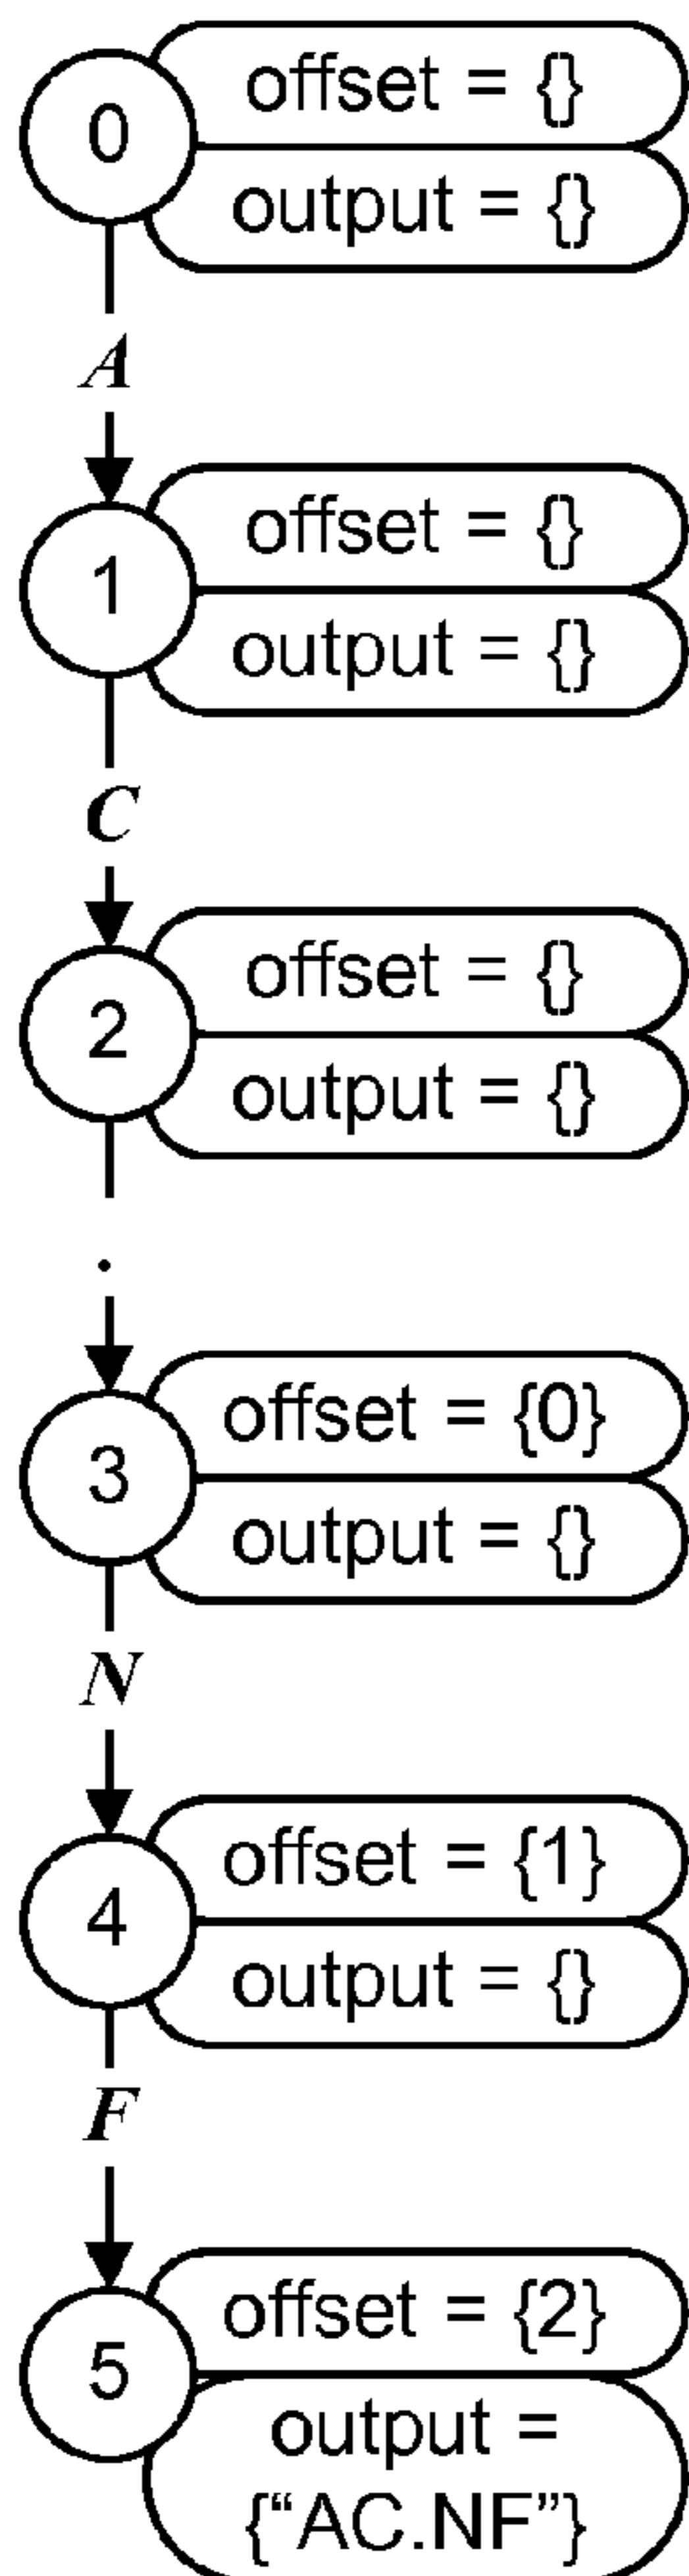 0
offset = {}
output = {}
A
1
offset = {}
output = {}
C
2
offset = {}
output = {}
.
3
offset = {0}
output = {}
N
4
offset = {1}
output = {}
F
5
offset = {2}
output =
{“AC.NF”}